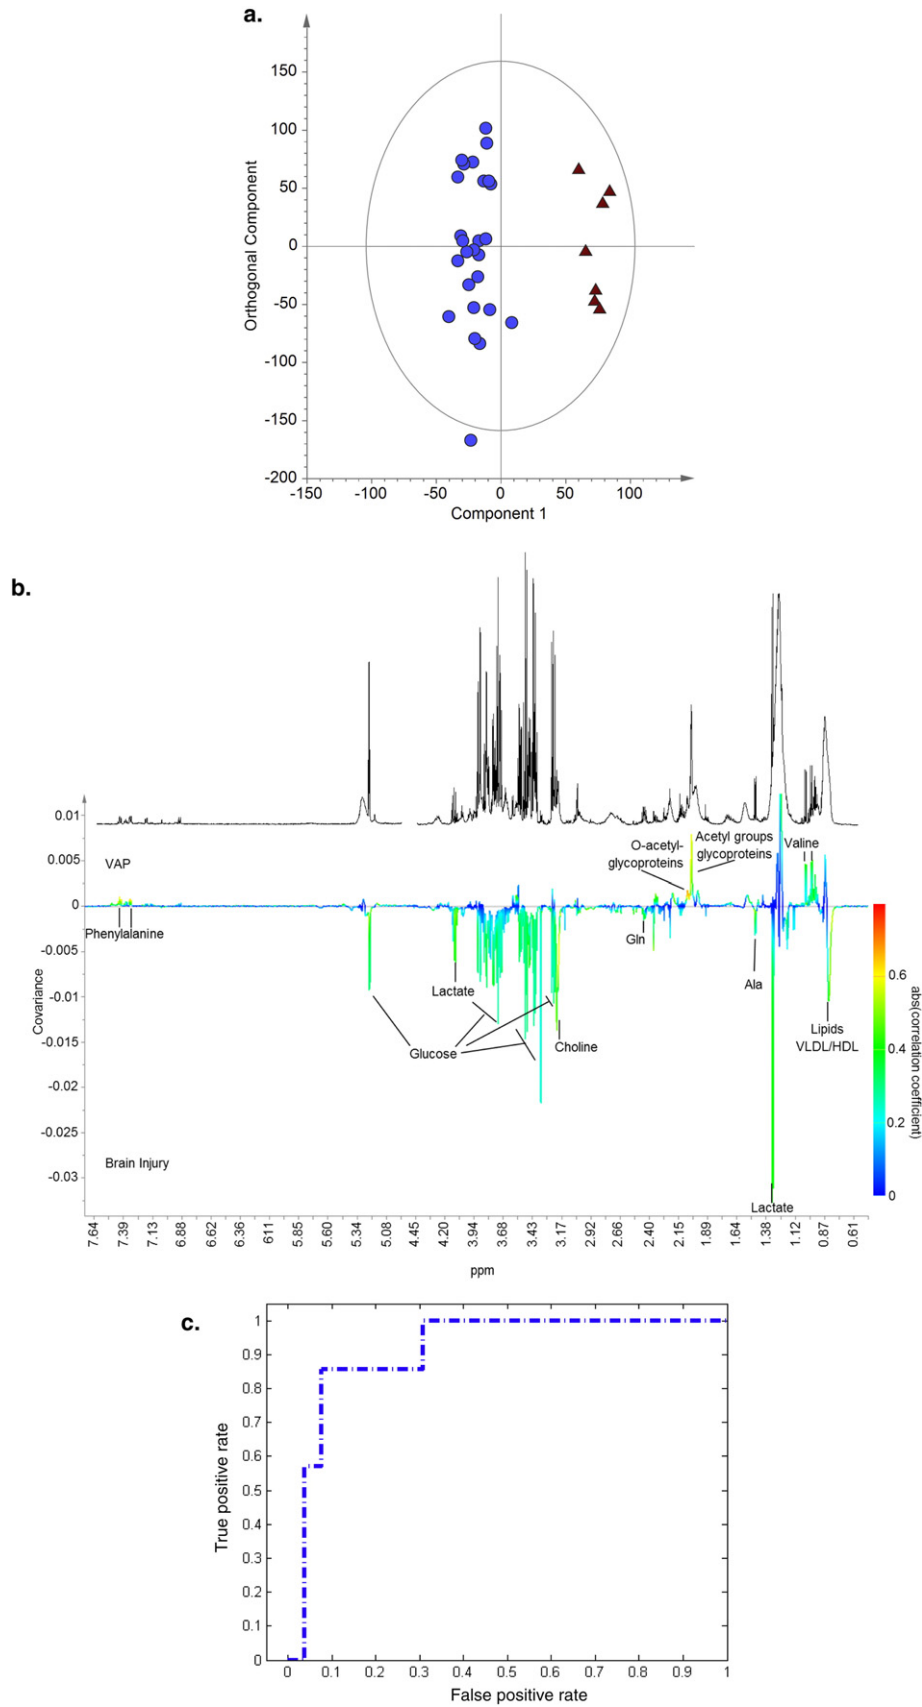 a.
150
100
50
0
-50
-100
-150
-200
Orthogonal Component
-150 -100 -50 0 50 100
Component 1
b.
0.01
0.005
0
-0.005
-0.01
-0.015
-0.02
-0.025
-0.03
Covariance
VAP
Brain Injury
Phenylalanine
Lactate
Glucose
Choline
O-acetyl-
glycoproteins
Acetyl groups
glycoproteins
Valine
Gln
Ala
Lipids
VLDL/HDL
Lactate
0.6
0.4
0.2
0
abs(correlation coefficient)
7.64 7.39 7.13 6.88 6.62 6.36 611 5.85 5.60 5.34 5.08 4.45 4.20 3.94 3.68 3.43 3.17 2.92 2.66 2.40 2.15 1.89 1.64 1.38 1.12 0.87 0.61
ppm
c.
1
0.9
0.8
0.7
0.6
0.5
0.4
0.3
0.2
0.1
0
True positive rate
0 0.1 0.2 0.3 0.4 0.5 0.6 0.7 0.8 0.9 1
False positive rate